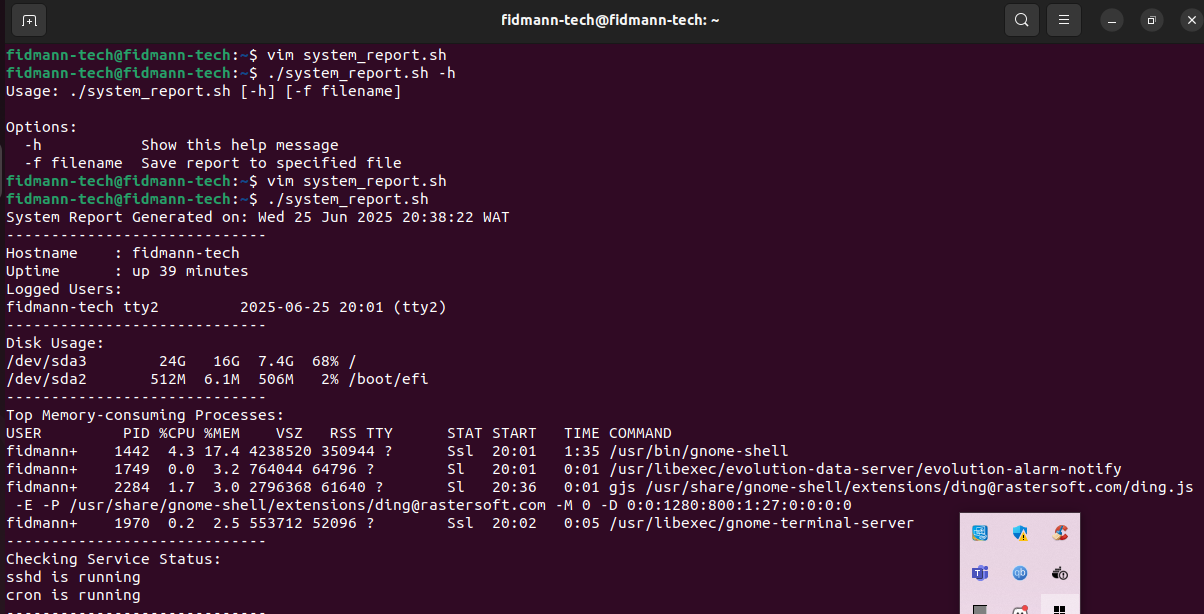 fidmann-tech@fidmann-tech: ~
fidmann-tech@fidmann-tech:~$ vim system_report.sh
fidmann-tech@fidmann-tech:~$ ./system_report.sh -h
Usage: ./system_report.sh [-h] [-f filename]
Options:
  -h           Show this help message
  -f filename  Save report to specified file
fidmann-tech@fidmann-tech:~$ vim system_report.sh
fidmann-tech@fidmann-tech:~$ ./system_report.sh
System Report Generated on: Wed 25 Jun 2025 20:38:22 WAT
-----------------------------
Hostname    : fidmann-tech
Uptime      : up 39 minutes
Logged Users:
fidmann-tech tty2         2025-06-25 20:01 (tty2)
-----------------------------
Disk Usage:
/dev/sda3        24G   16G  7.4G  68% /
/dev/sda2       512M  6.1M  506M   2% /boot/efi
-----------------------------
Top Memory-consuming Processes:
USER         PID %CPU %MEM    VSZ   RSS TTY      STAT START   TIME COMMAND
fidmann+    1442  4.3 17.4 4238520 350944 ?      Ssl  20:01   1:35 /usr/bin/gnome-shell
fidmann+    1749  0.0  3.2 764044 64796 ?        Sl   20:01   0:01 /usr/libexec/evolution-data-server/evolution-alarm-notify
fidmann+    2284  1.7  3.0 2796368 61640 ?       Sl   20:36   0:01 gjs /usr/share/gnome-shell/extensions/ding@rastersoft.com/ding.js
 -E -P /usr/share/gnome-shell/extensions/ding@rastersoft.com -M 0 -D 0:0:1280:800:1:27:0:0:0:0
fidmann+    1970  0.2  2.5 553712 52096 ?        Ssl  20:02   0:05 /usr/libexec/gnome-terminal-server
-----------------------------
Checking Service Status:
sshd is running
cron is running
-----------------------------
qb